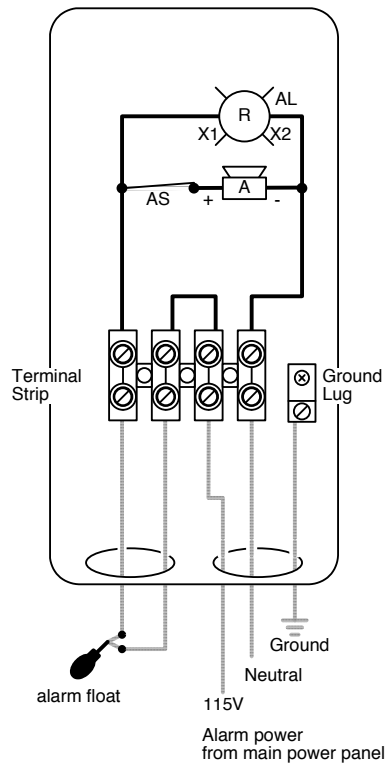 AL
R
X1
X2
A
AS
+
-
Terminal
Strip
Ground
Lug
Ground
Neutral
alarm float
115V
Alarm power
from main power panel